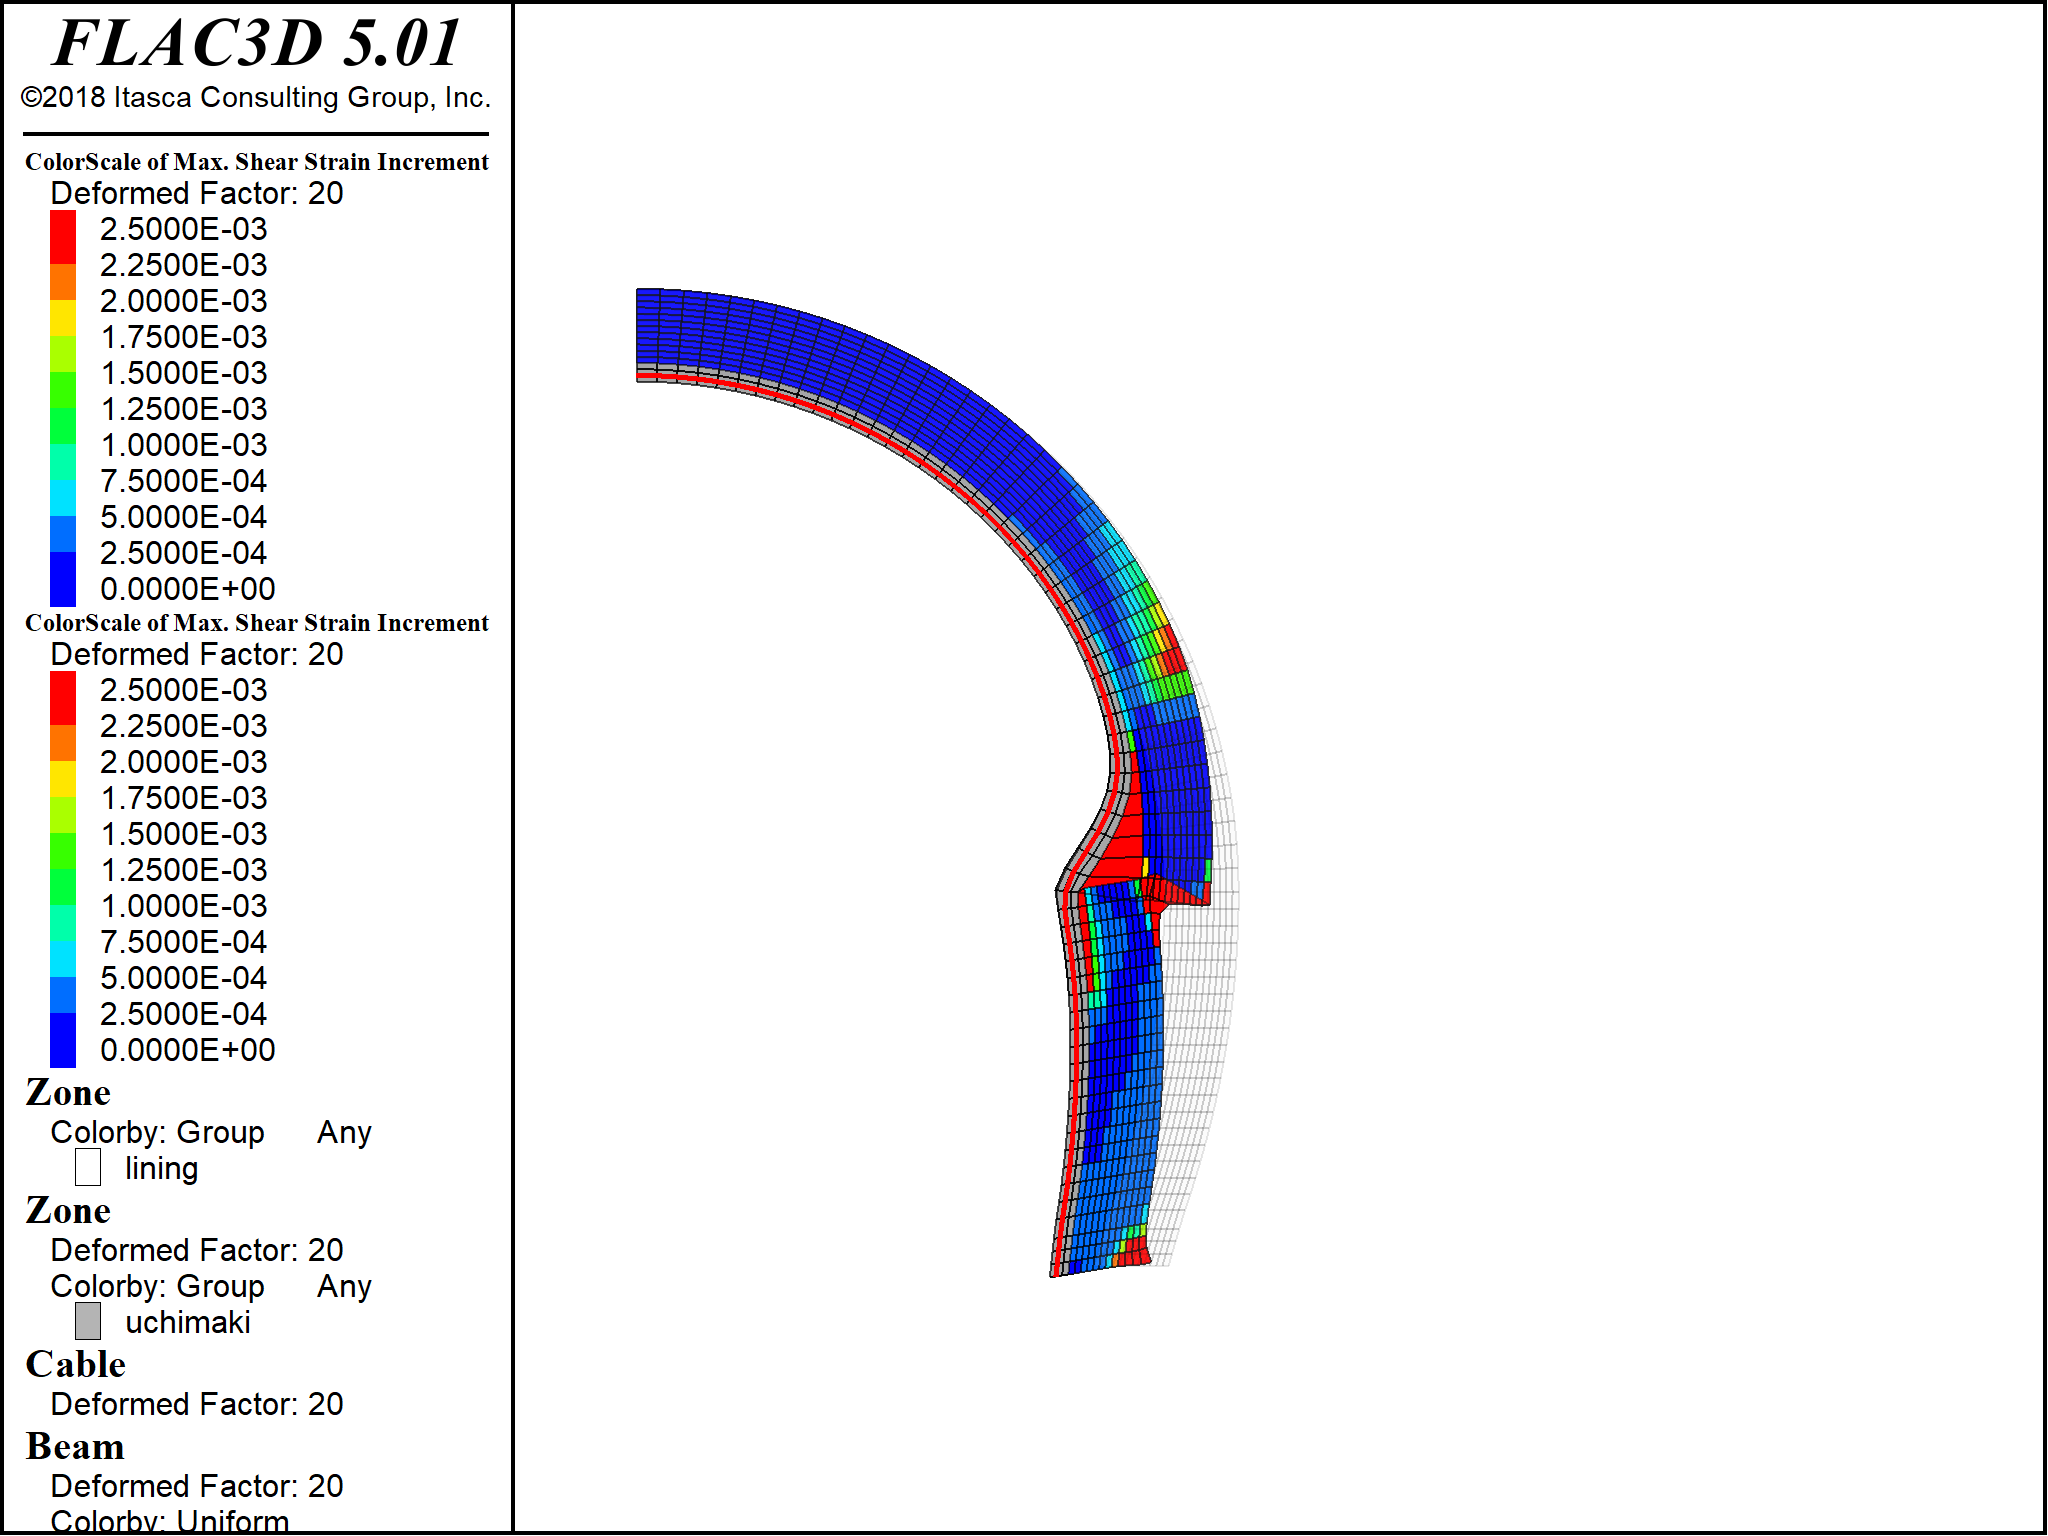 FLAC3D 5.01
©2018 Itasca Consulting Group, Inc.
ColorScale of Max. Shear Strain Increment
Deformed Factor: 20
2.5000E-03
2.2500E-03
2.0000E-03
1.7500E-03
1.5000E-03
1.2500E-03
1.0000E-03
7.5000E-04
5.0000E-04
2.5000E-04
0.0000E+00
ColorScale of Max. Shear Strain Increment
Deformed Factor: 20
2.5000E-03
2.2500E-03
2.0000E-03
1.7500E-03
1.5000E-03
1.2500E-03
1.0000E-03
7.5000E-04
5.0000E-04
2.5000E-04
0.0000E+00
Zone
Colorby: Group Any
lining
Zone
Deformed Factor: 20
Colorby: Group Any
uchimaki
Cable
Deformed Factor: 20
Beam
Deformed Factor: 20
Colorby: Uniform